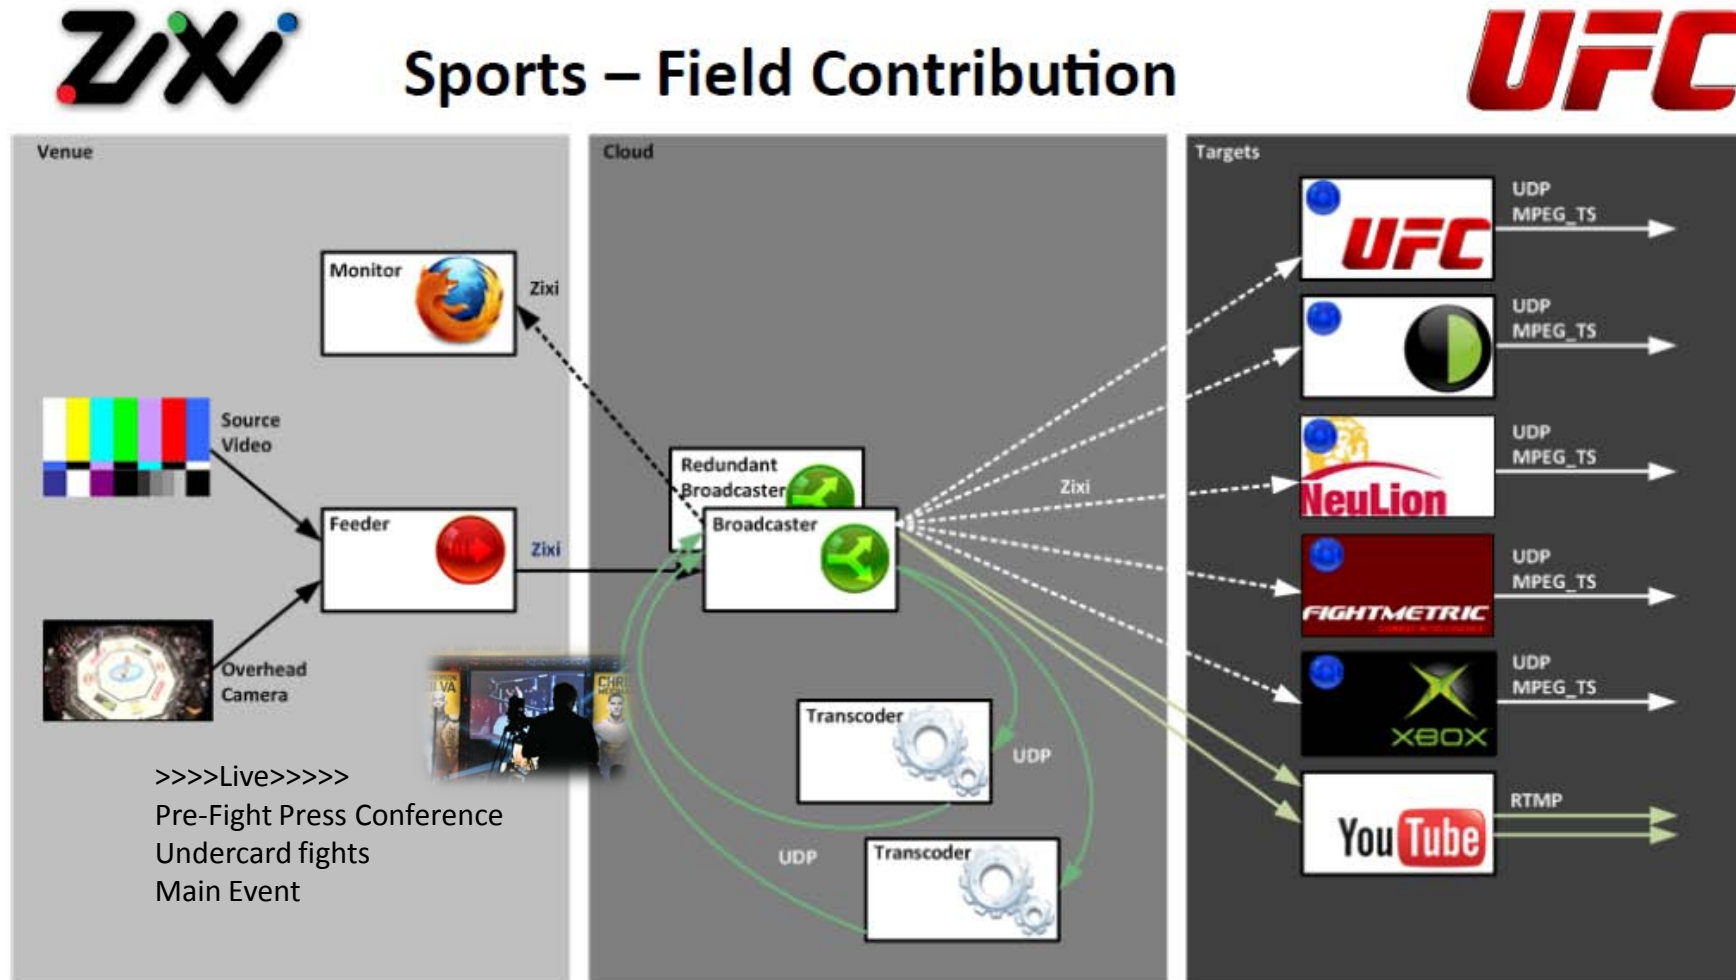 ZiXi
Sports – Field Contribution
UFC
Venue
Monitor
Zixi
Source
Video
Feeder
Zixi
Overhead
Camera
SILVA
CHRIS
>>>>Live>>>>>
Pre-Fight Press Conference
Undercard fights
Main Event
Cloud
Redundant
Broadcaster
Broadcaster
Zixi
Transcoder
UDP
UDP
Transcoder
Targets
UFC
UDP
MPEG_TS
UDP
MPEG_TS
NeuLion
UDP
MPEG_TS
FIGHTMETRIC
UDP
MPEG_TS
XBOX
UDP
MPEG_TS
YouTube
RTMP